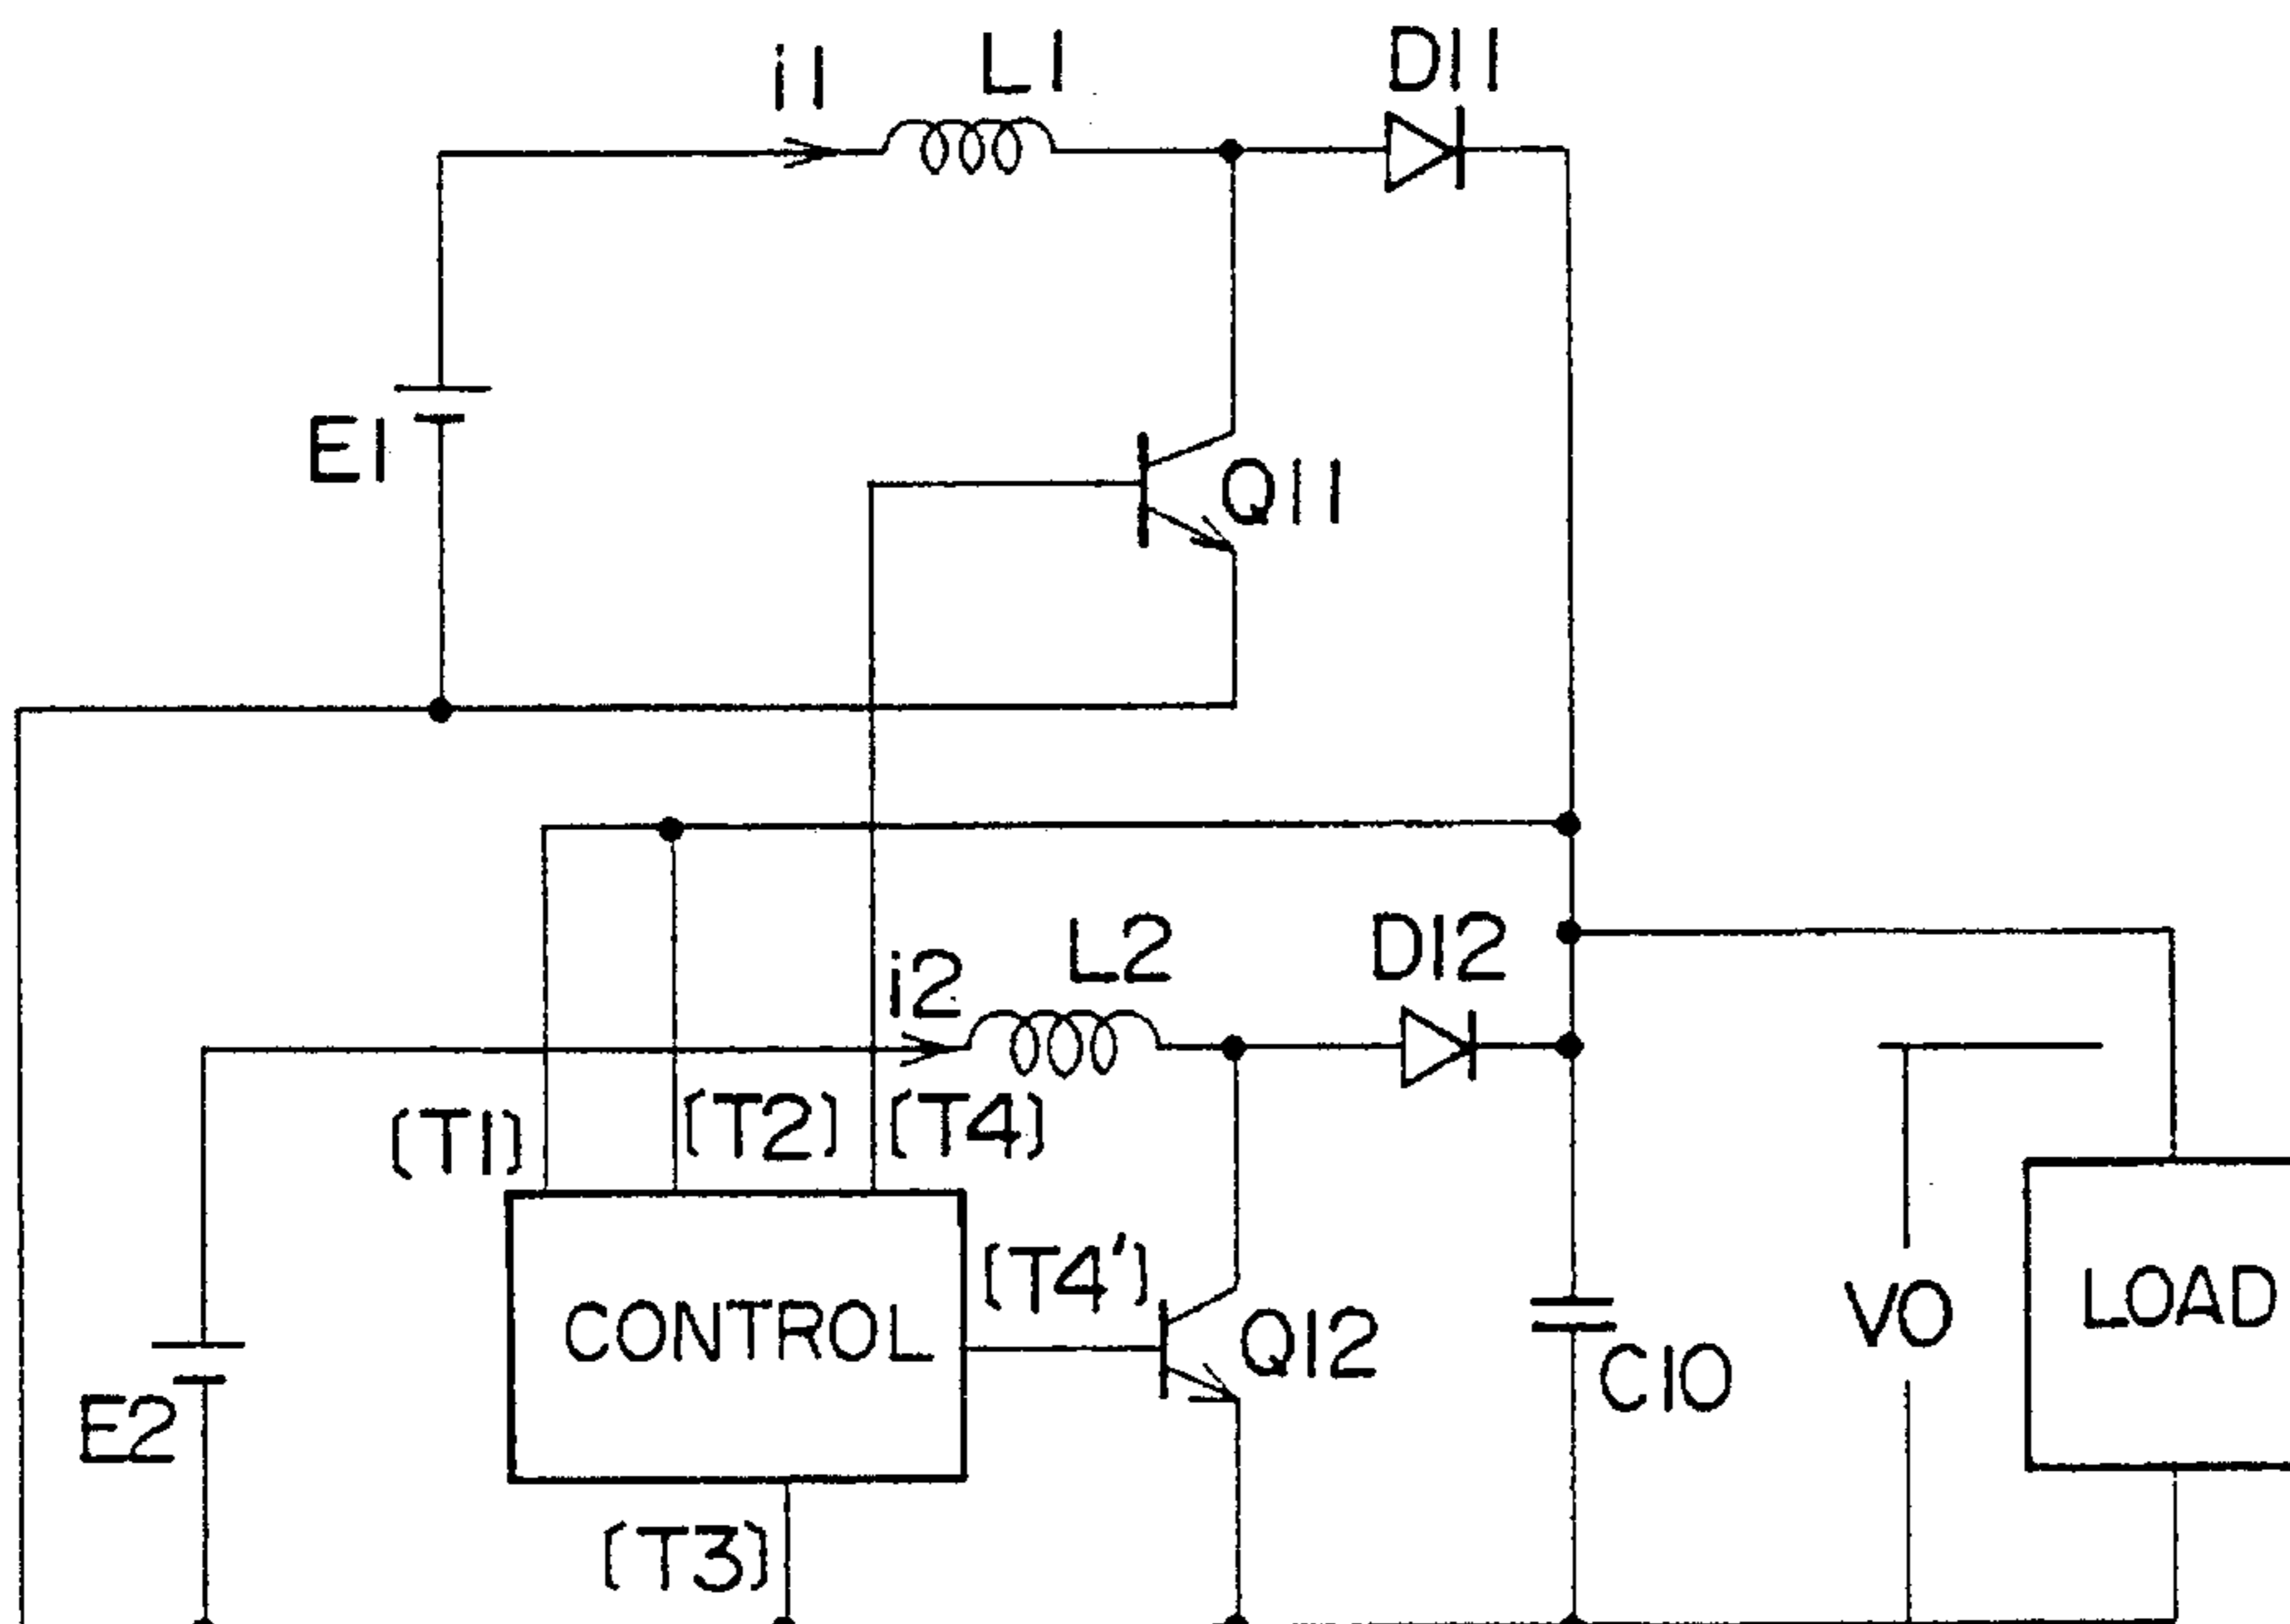 i1
L1
D11
E1
Q11
i2
L2
D12
(T1)
(T2)
(T4)
CONTROL
(T4')
Q12
C10
VO
LOAD
E2
(T3)